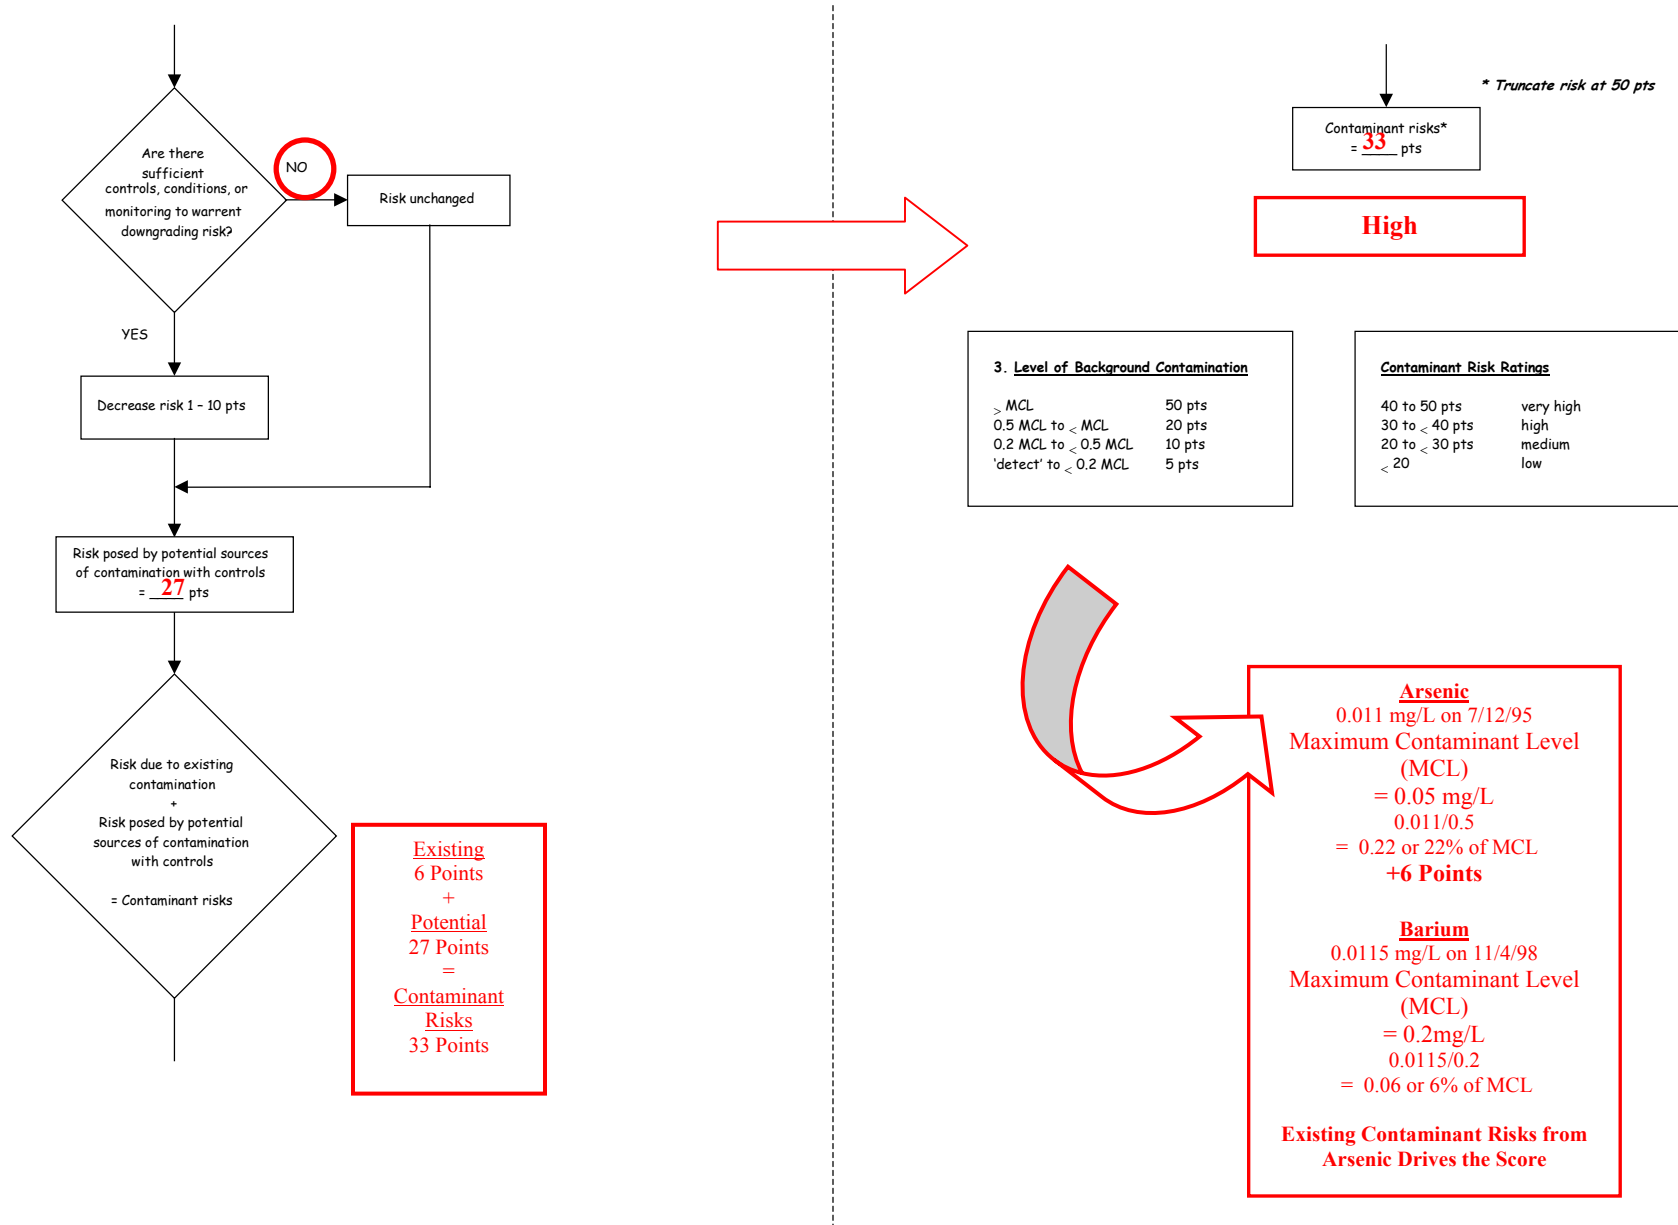 Are there
sufficient
controls, conditions, or
monitoring to warrent
downgrading risk?
NO
Risk unchanged
YES
Decrease risk 1 – 10 pts
Risk posed by potential sources
of contamination with controls
= 27 pts
Risk due to existing
contamination
+
Risk posed by potential
sources of contamination
with controls
= Contaminant risks
Existing
6 Points
+
Potential
27 Points
=
Contaminant
Risks
33 Points
* Truncate risk at 50 pts
Contaminant risks*
= 33 pts
High
3. Level of Background Contamination
> MCL 50 pts
0.5 MCL to < MCL 20 pts
0.2 MCL to < 0.5 MCL 10 pts
'detect' to < 0.2 MCL 5 pts
Contaminant Risk Ratings
40 to 50 pts very high
30 to < 40 pts high
20 to < 30 pts medium
< 20 low
Arsenic
0.011 mg/L on 7/12/95
Maximum Contaminant Level
(MCL)
= 0.05 mg/L
0.011/0.5
= 0.22 or 22% of MCL
+6 Points
Barium
0.0115 mg/L on 11/4/98
Maximum Contaminant Level
(MCL)
= 0.2mg/L
0.0115/0.2
= 0.06 or 6% of MCL
Existing Contaminant Risks from
Arsenic Drives the Score